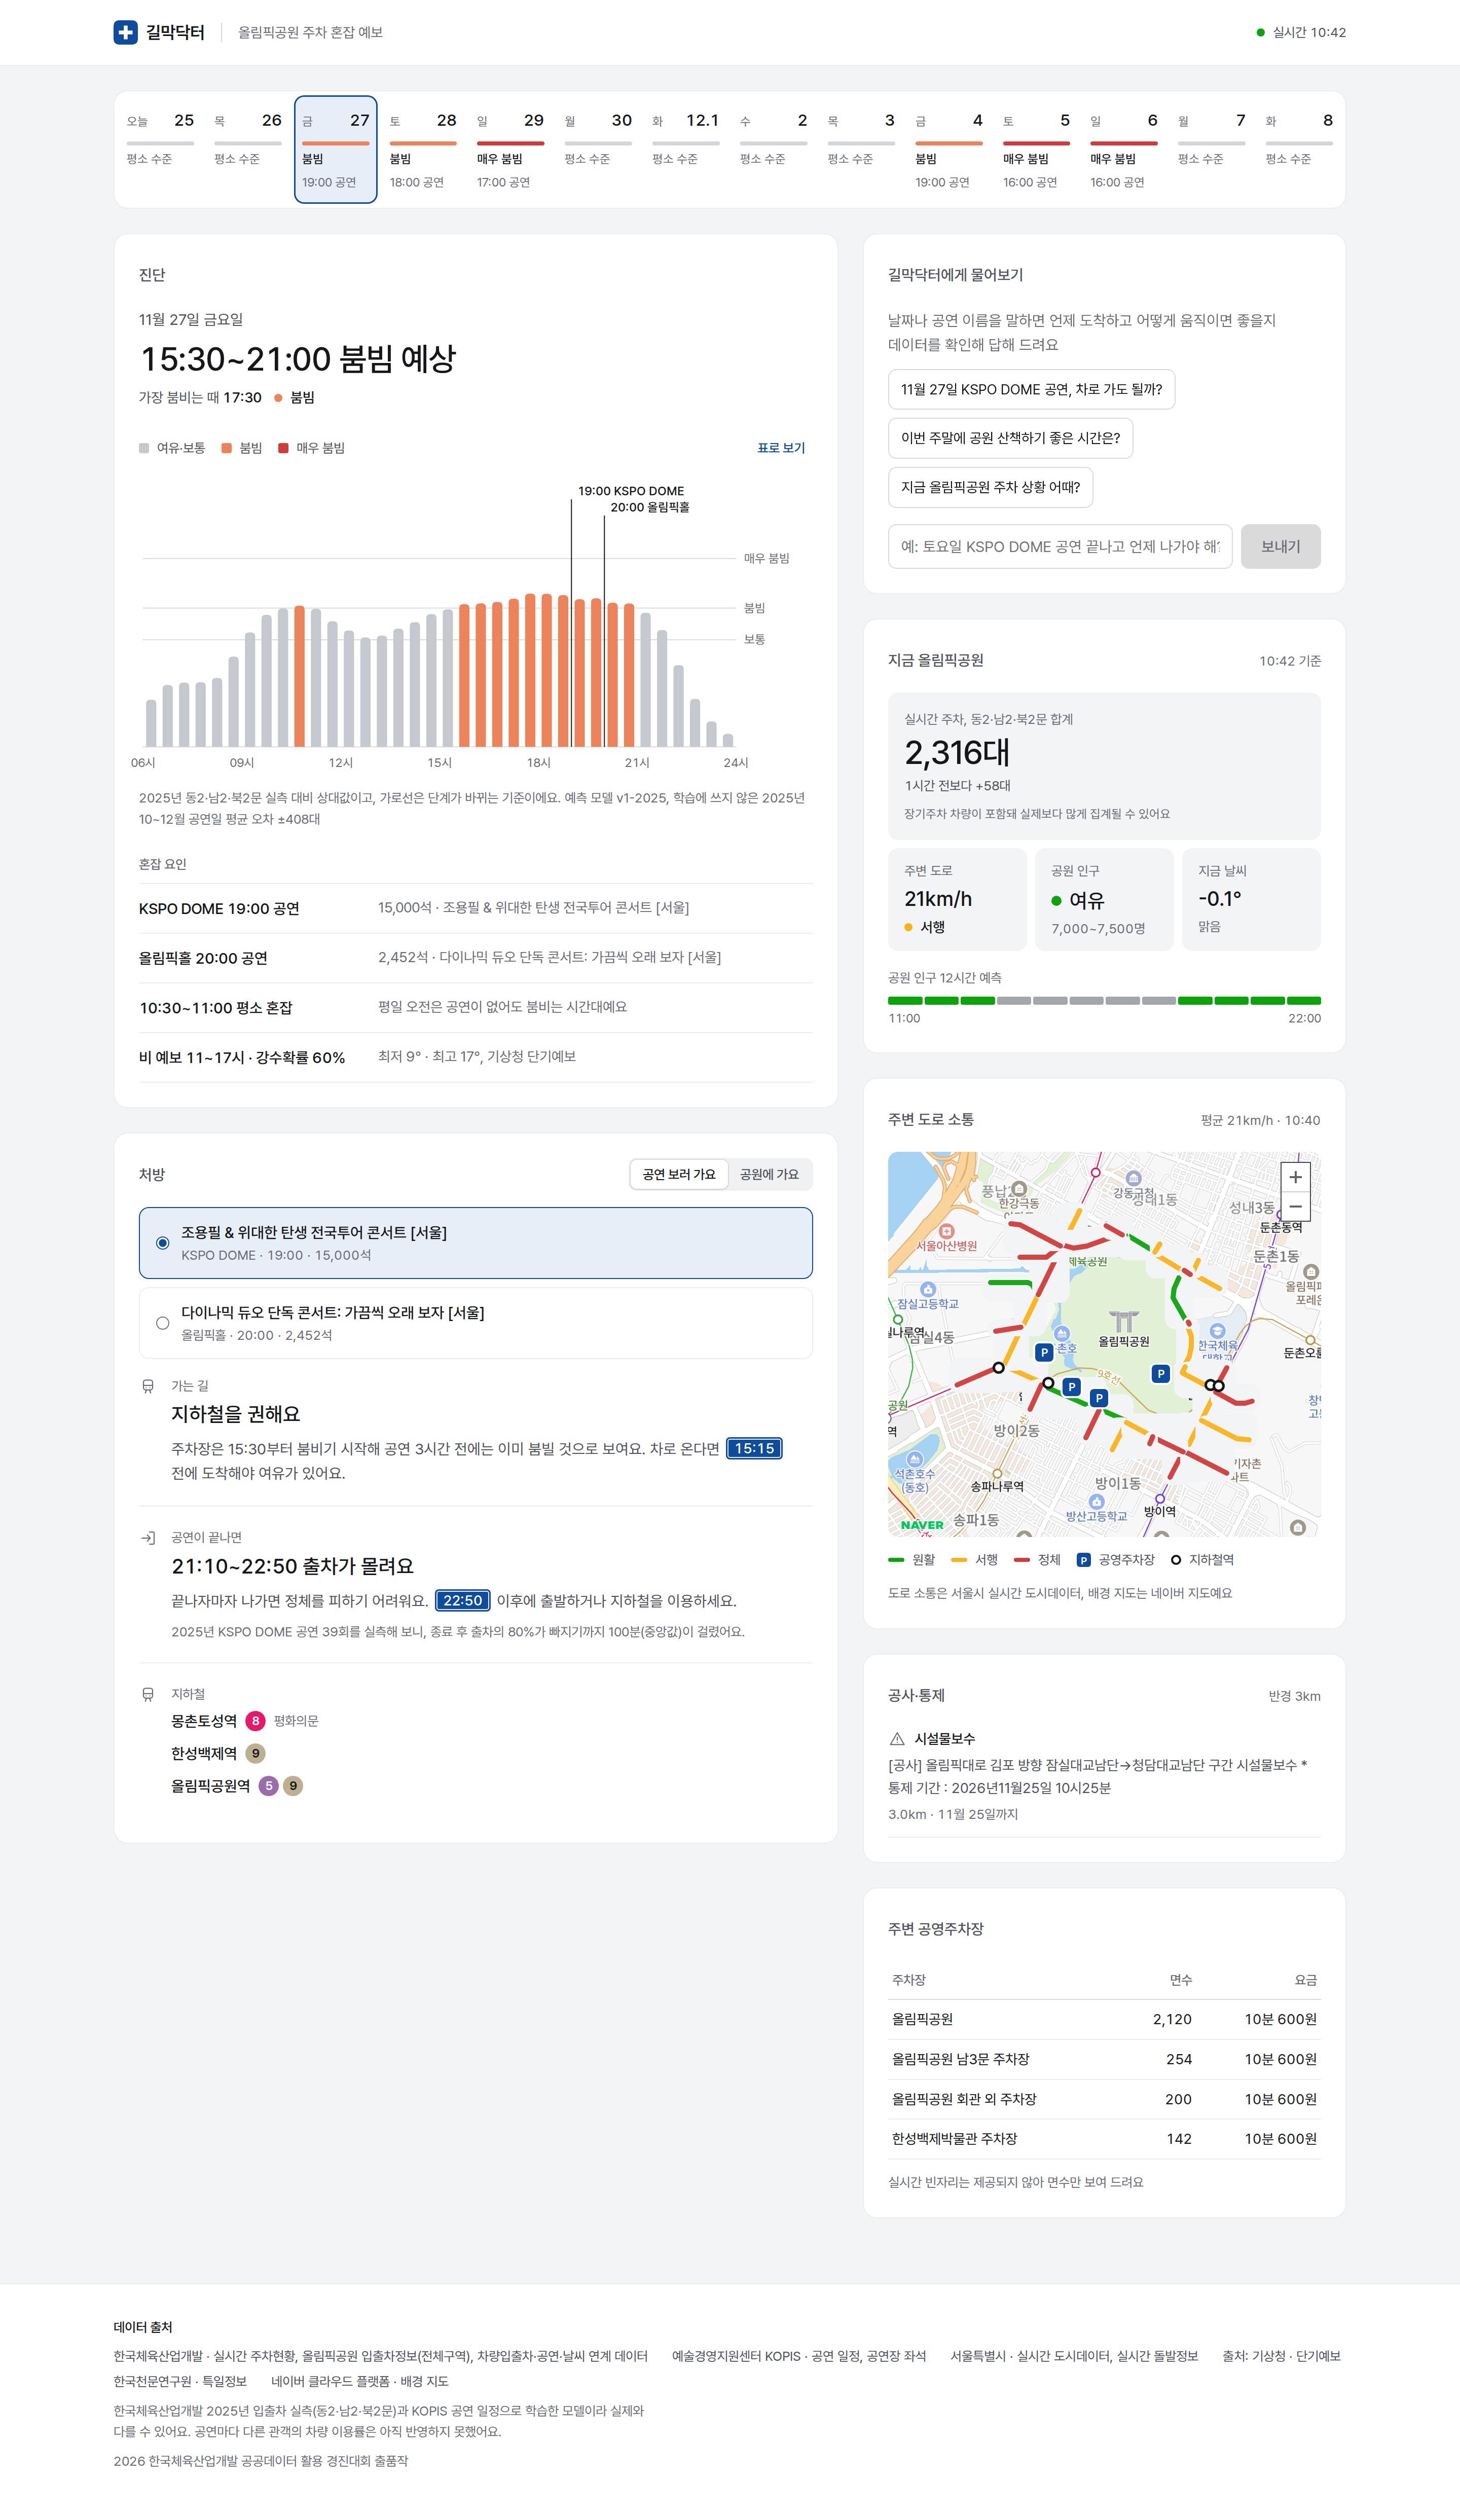 길막닥터
올림픽공원 주차 혼잡 예보
실시간 10:42
오늘 25
평소 수준
목 26
평소 수준
금 27
붐빔
19:00 공연
토 28
붐빔
18:00 공연
일 29
매우 붐빔
17:00 공연
월 30
평소 수준
화 12.1
평소 수준
수 2
평소 수준
목 3
평소 수준
금 4
붐빔
19:00 공연
토 5
매우 붐빔
16:00 공연
일 6
매우 붐빔
16:00 공연
월 7
평소 수준
화 8
평소 수준
진단
11월 27일 금요일
15:30~21:00 붐빔 예상
가장 붐비는 때 17:30 붐빔
여유·보통 붐빔 매우 붐빔
표로 보기
19:00 KSPO DOME
20:00 올림픽홀
매우 붐빔
붐빔
보통
06시 09시 12시 15시 18시 21시 24시
2025년 동2·남2·북2문 실측 대비 상대값이고, 가로선은 단계가 바뀌는 기준이에요. 예측 모델 v1-2025, 학습에 쓰지 않은 2025년
10~12월 공연일 평균 오차 ±408대
혼잡 요인
KSPO DOME 19:00 공연 15,000석 · 조용필 & 위대한 탄생 전국투어 콘서트 [서울]
올림픽홀 20:00 공연 2,452석 · 다이나믹 듀오 단독 콘서트: 가끔씩 오래 보자 [서울]
10:30~11:00 평소 혼잡 평일 오전은 공연이 없어도 붐비는 시간대예요
비 예보 11~17시 · 강수확률 60% 최저 9° · 최고 17°, 기상청 단기예보
처방
공연 보러 가요 공원에 가요
조용필 & 위대한 탄생 전국투어 콘서트 [서울]
KSPO DOME · 19:00 · 15,000석
다이나믹 듀오 단독 콘서트: 가끔씩 오래 보자 [서울]
올림픽홀 · 20:00 · 2,452석
가는 길
지하철을 권해요
주차장은 15:30부터 붐비기 시작해 공연 3시간 전에는 이미 붐빌 것으로 보여요. 차로 온다면 15:15
전에 도착해야 여유가 있어요.
공연이 끝나면
21:10~22:50 출차가 몰려요
끝나자마자 나가면 정체를 피하기 어려워요. 22:50 이후에 출발하거나 지하철을 이용하세요.
2025년 KSPO DOME 공연 39회를 실측해 보니, 종료 후 출차의 80%가 빠지기까지 100분(중앙값)이 걸렸어요.
지하철
몽촌토성역 8 평화의문
한성백제역 9
올림픽공원역 5 9
길막닥터에게 물어보기
날짜나 공연 이름을 말하면 언제 도착하고 어떻게 움직이면 좋을지
데이터를 확인해 답해 드려요
11월 27일 KSPO DOME 공연, 차로 가도 될까?
이번 주말에 공원 산책하기 좋은 시간은?
지금 올림픽공원 주차 상황 어때?
예: 토요일 KSPO DOME 공연 끝나고 언제 나가야 해?
보내기
지금 올림픽공원
10:42 기준
실시간 주차, 동2·남2·북2문 합계
2,316대
1시간 전보다 +58대
장기주차 차량이 포함돼 실제보다 많게 집계될 수 있어요
주변 도로
21km/h
서행
공원 인구
여유
7,000~7,500명
지금 날씨
-0.1°
맑음
공원 인구 12시간 예측
11:00 22:00
주변 도로 소통
평균 21km/h · 10:40
한강극동
강동구청
성내1동
성내3동
둔촌동역
서울아산병원
둔촌1동
체육공원
잠실고등학교
잠실4동
올림픽공원
한국체육
P
P
P
P
9호선
방이2동
석촌호수
(동호)
송파나루역
방이1동
방산고등학교
방이역
NAVER
송파1동
원활 서행 정체 P 공영주차장 지하철역
도로 소통은 서울시 실시간 도시데이터, 배경 지도는 네이버 지도예요
공사·통제
반경 3km
시설물보수
[공사] 올림픽대로 김포 방향 잠실대교남단→청담대교남단 구간 시설물보수 *
통제 기간 : 2026년11월25일 10시25분
3.0km · 11월 25일까지
주변 공영주차장
주차장 면수 요금
올림픽공원 2,120 10분 600원
올림픽공원 남3문 주차장 254 10분 600원
올림픽공원 회관 외 주차장 200 10분 600원
한성백제박물관 주차장 142 10분 600원
실시간 빈자리는 제공되지 않아 면수만 보여 드려요
데이터 출처
한국체육산업개발 · 실시간 주차현황, 올림픽공원 입출차정보(전체구역), 차량입출차·공연·날씨 연계 데이터 예술경영지원센터 KOPIS · 공연 일정, 공연장 좌석 서울특별시 · 실시간 도시데이터, 실시간 돌발정보 출처: 기상청 · 단기예보
한국천문연구원 · 특일정보 네이버 클라우드 플랫폼 · 배경 지도
한국체육산업개발 2025년 입출차 실측(동2·남2·북2문)과 KOPIS 공연 일정으로 학습한 모델이라 실제와
다를 수 있어요. 공연마다 다른 관객의 차량 이용률은 아직 반영하지 못했어요.
2026 한국체육산업개발 공공데이터 활용 경진대회 출품작